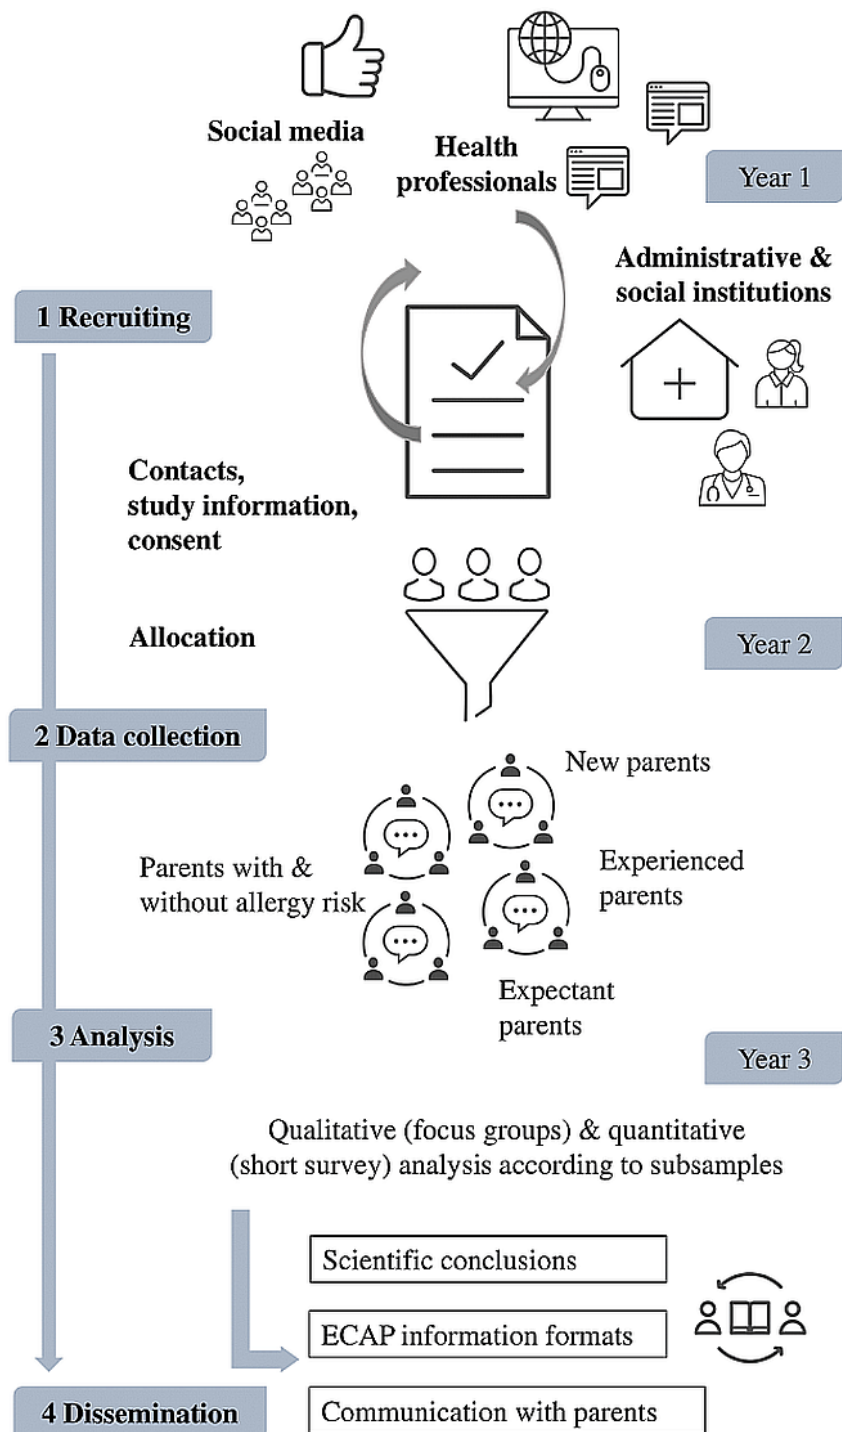 Social media
Health
professionals
Year 1
Administrative &
social institutions
1 Recruiting
Contacts,
study information,
consent
Allocation
Year 2
2 Data collection
New parents
Parents with &
without allergy risk
Experienced
parents
Expectant
parents
3 Analysis
Year 3
Qualitative (focus groups) & quantitative
(short survey) analysis according to subsamples
Scientific conclusions
ECAP information formats
4 Dissemination
Communication with parents